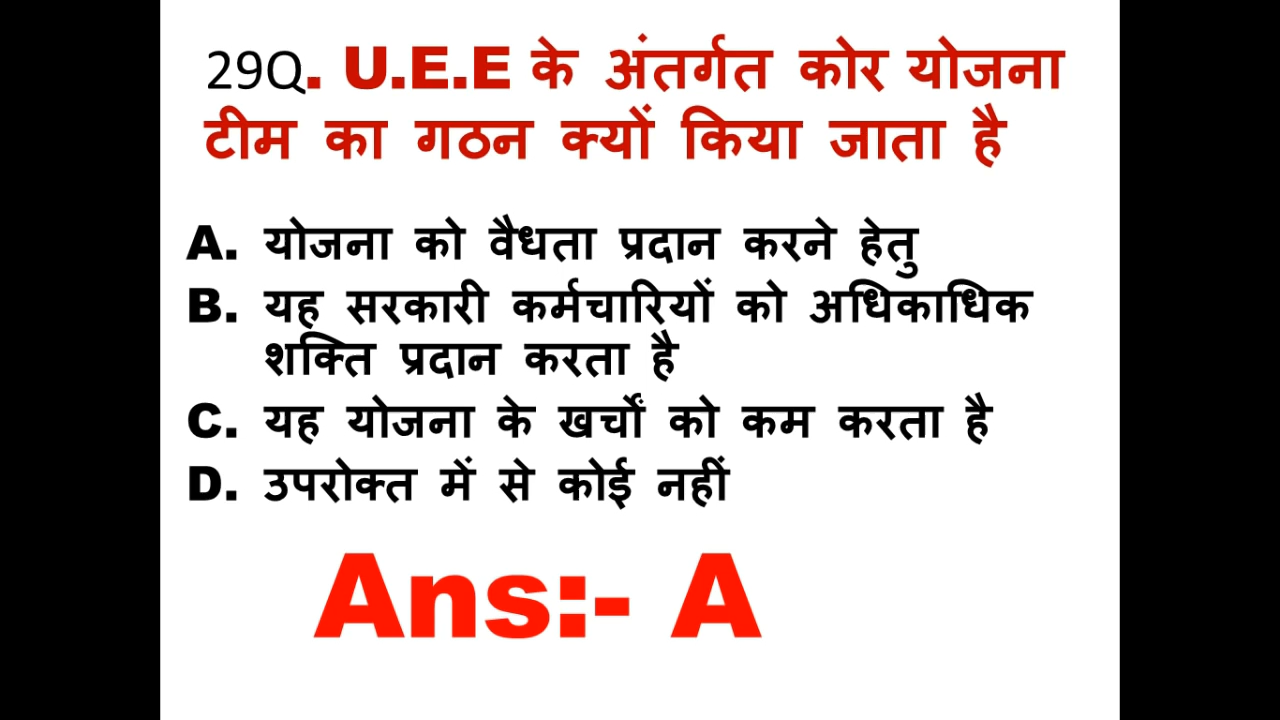 29Q. U.E.E के अंतर्गत कोर योजना
टीम का गठन क्यों किया जाता है
A. योजना को वैधता प्रदान करने हेतु
B. यह सरकारी कर्मचारियों को अधिकाधिक
शक्ति प्रदान करता है
C. यह योजना के खर्चों को कम करता है
D. उपरोक्त में से कोई नहीं
Ans:- A